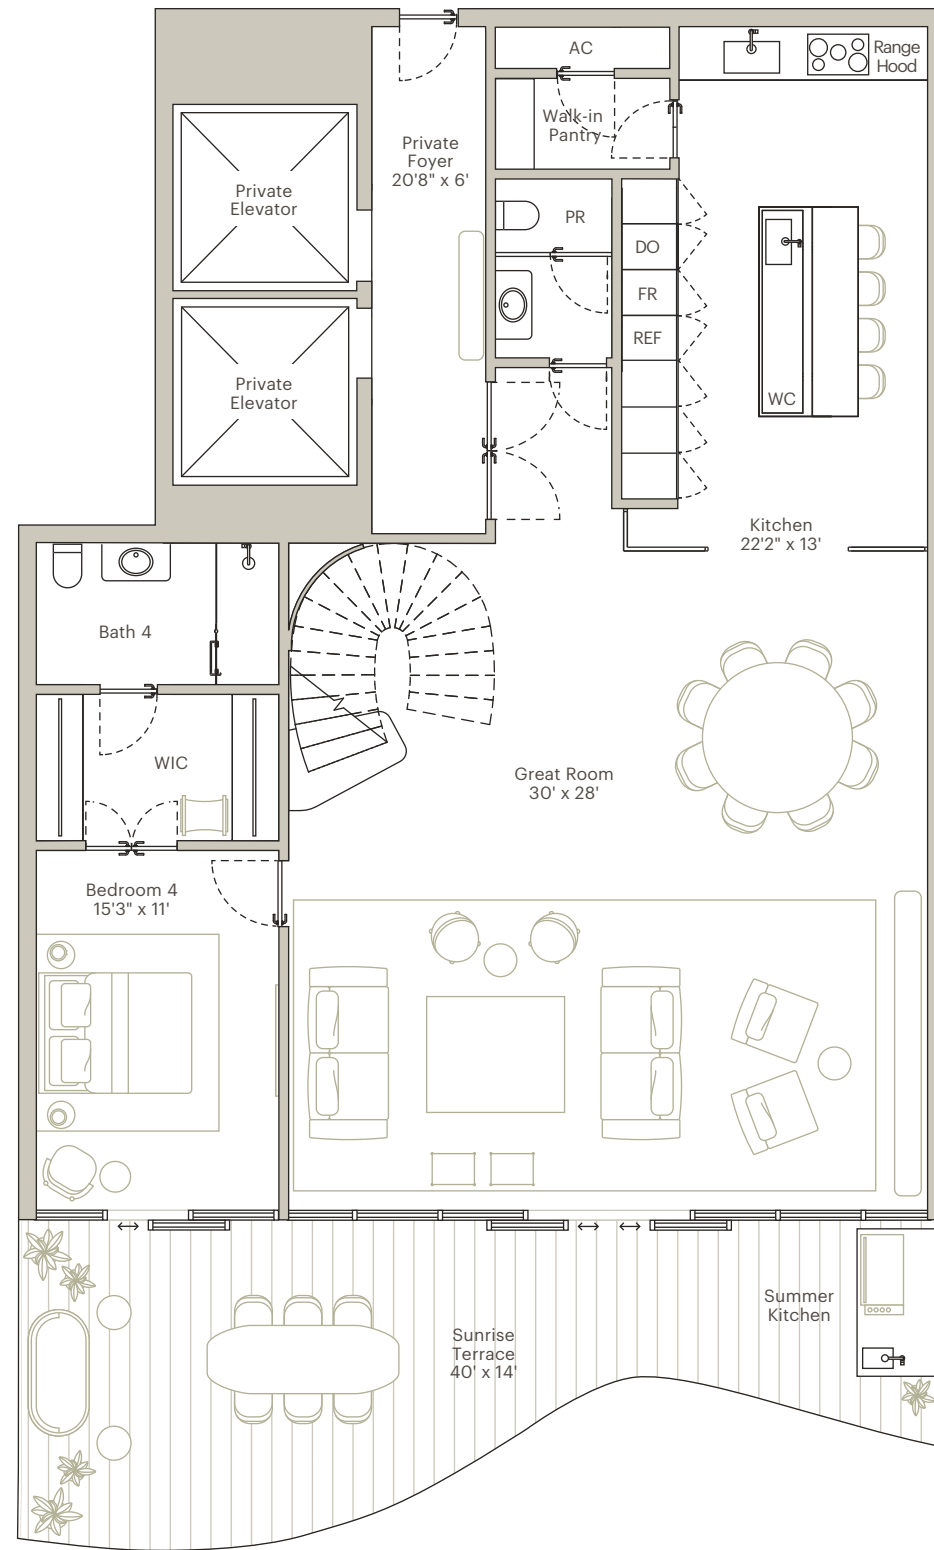 AC
Range
Hood
Walk-in
Pantry
Private
Foyer
20'8" x 6'
Private
Elevator
PR
DO
FR
REF
Private
Elevator
WC
Kitchen
22'2" x 13'
Bath 4
WIC
Great Room
30' x 28'
Bedroom 4
15'3" x 11'
Summer
Kitchen
Sunrise
Terrace
40' x 14'